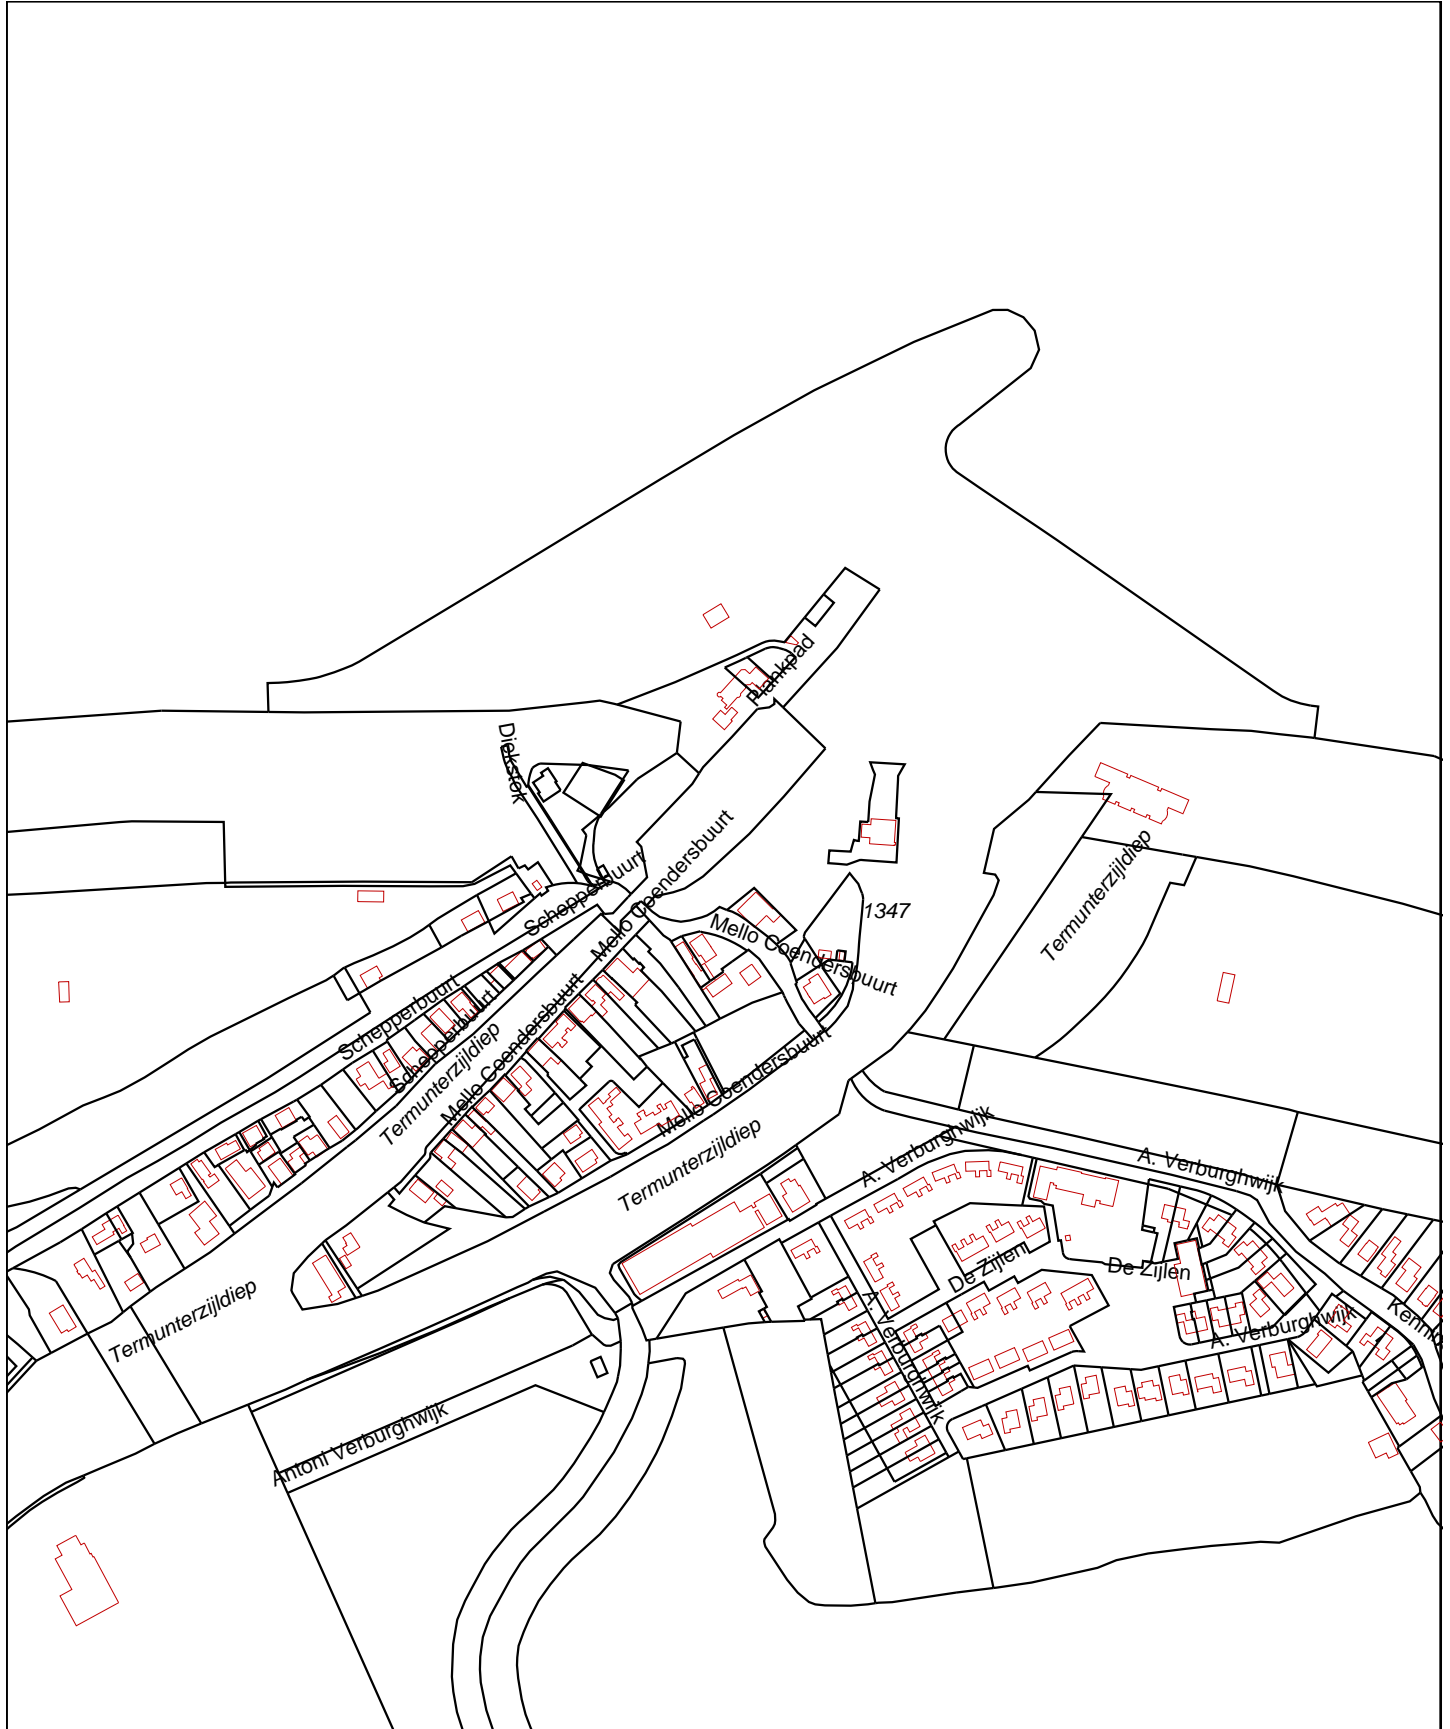 Plankpad
Diekstok
Mello Coendersbuurt
Schepperbuurt
Termunterzijldiep
1347
Mello Coendersbuurt
Schepperbuurt
Schepperbuurt
Mello Coendersbuurt
Termunterzijldiep
Mello Coendersbuurt
Termunterzijldiep
A. Verburghwijk
A. Verburghwijk
De Zijlen
De Zijlen
Termunterzijldiep
A. Verburghwijk
A. Verburghwijk
Antoni Verburghwijk